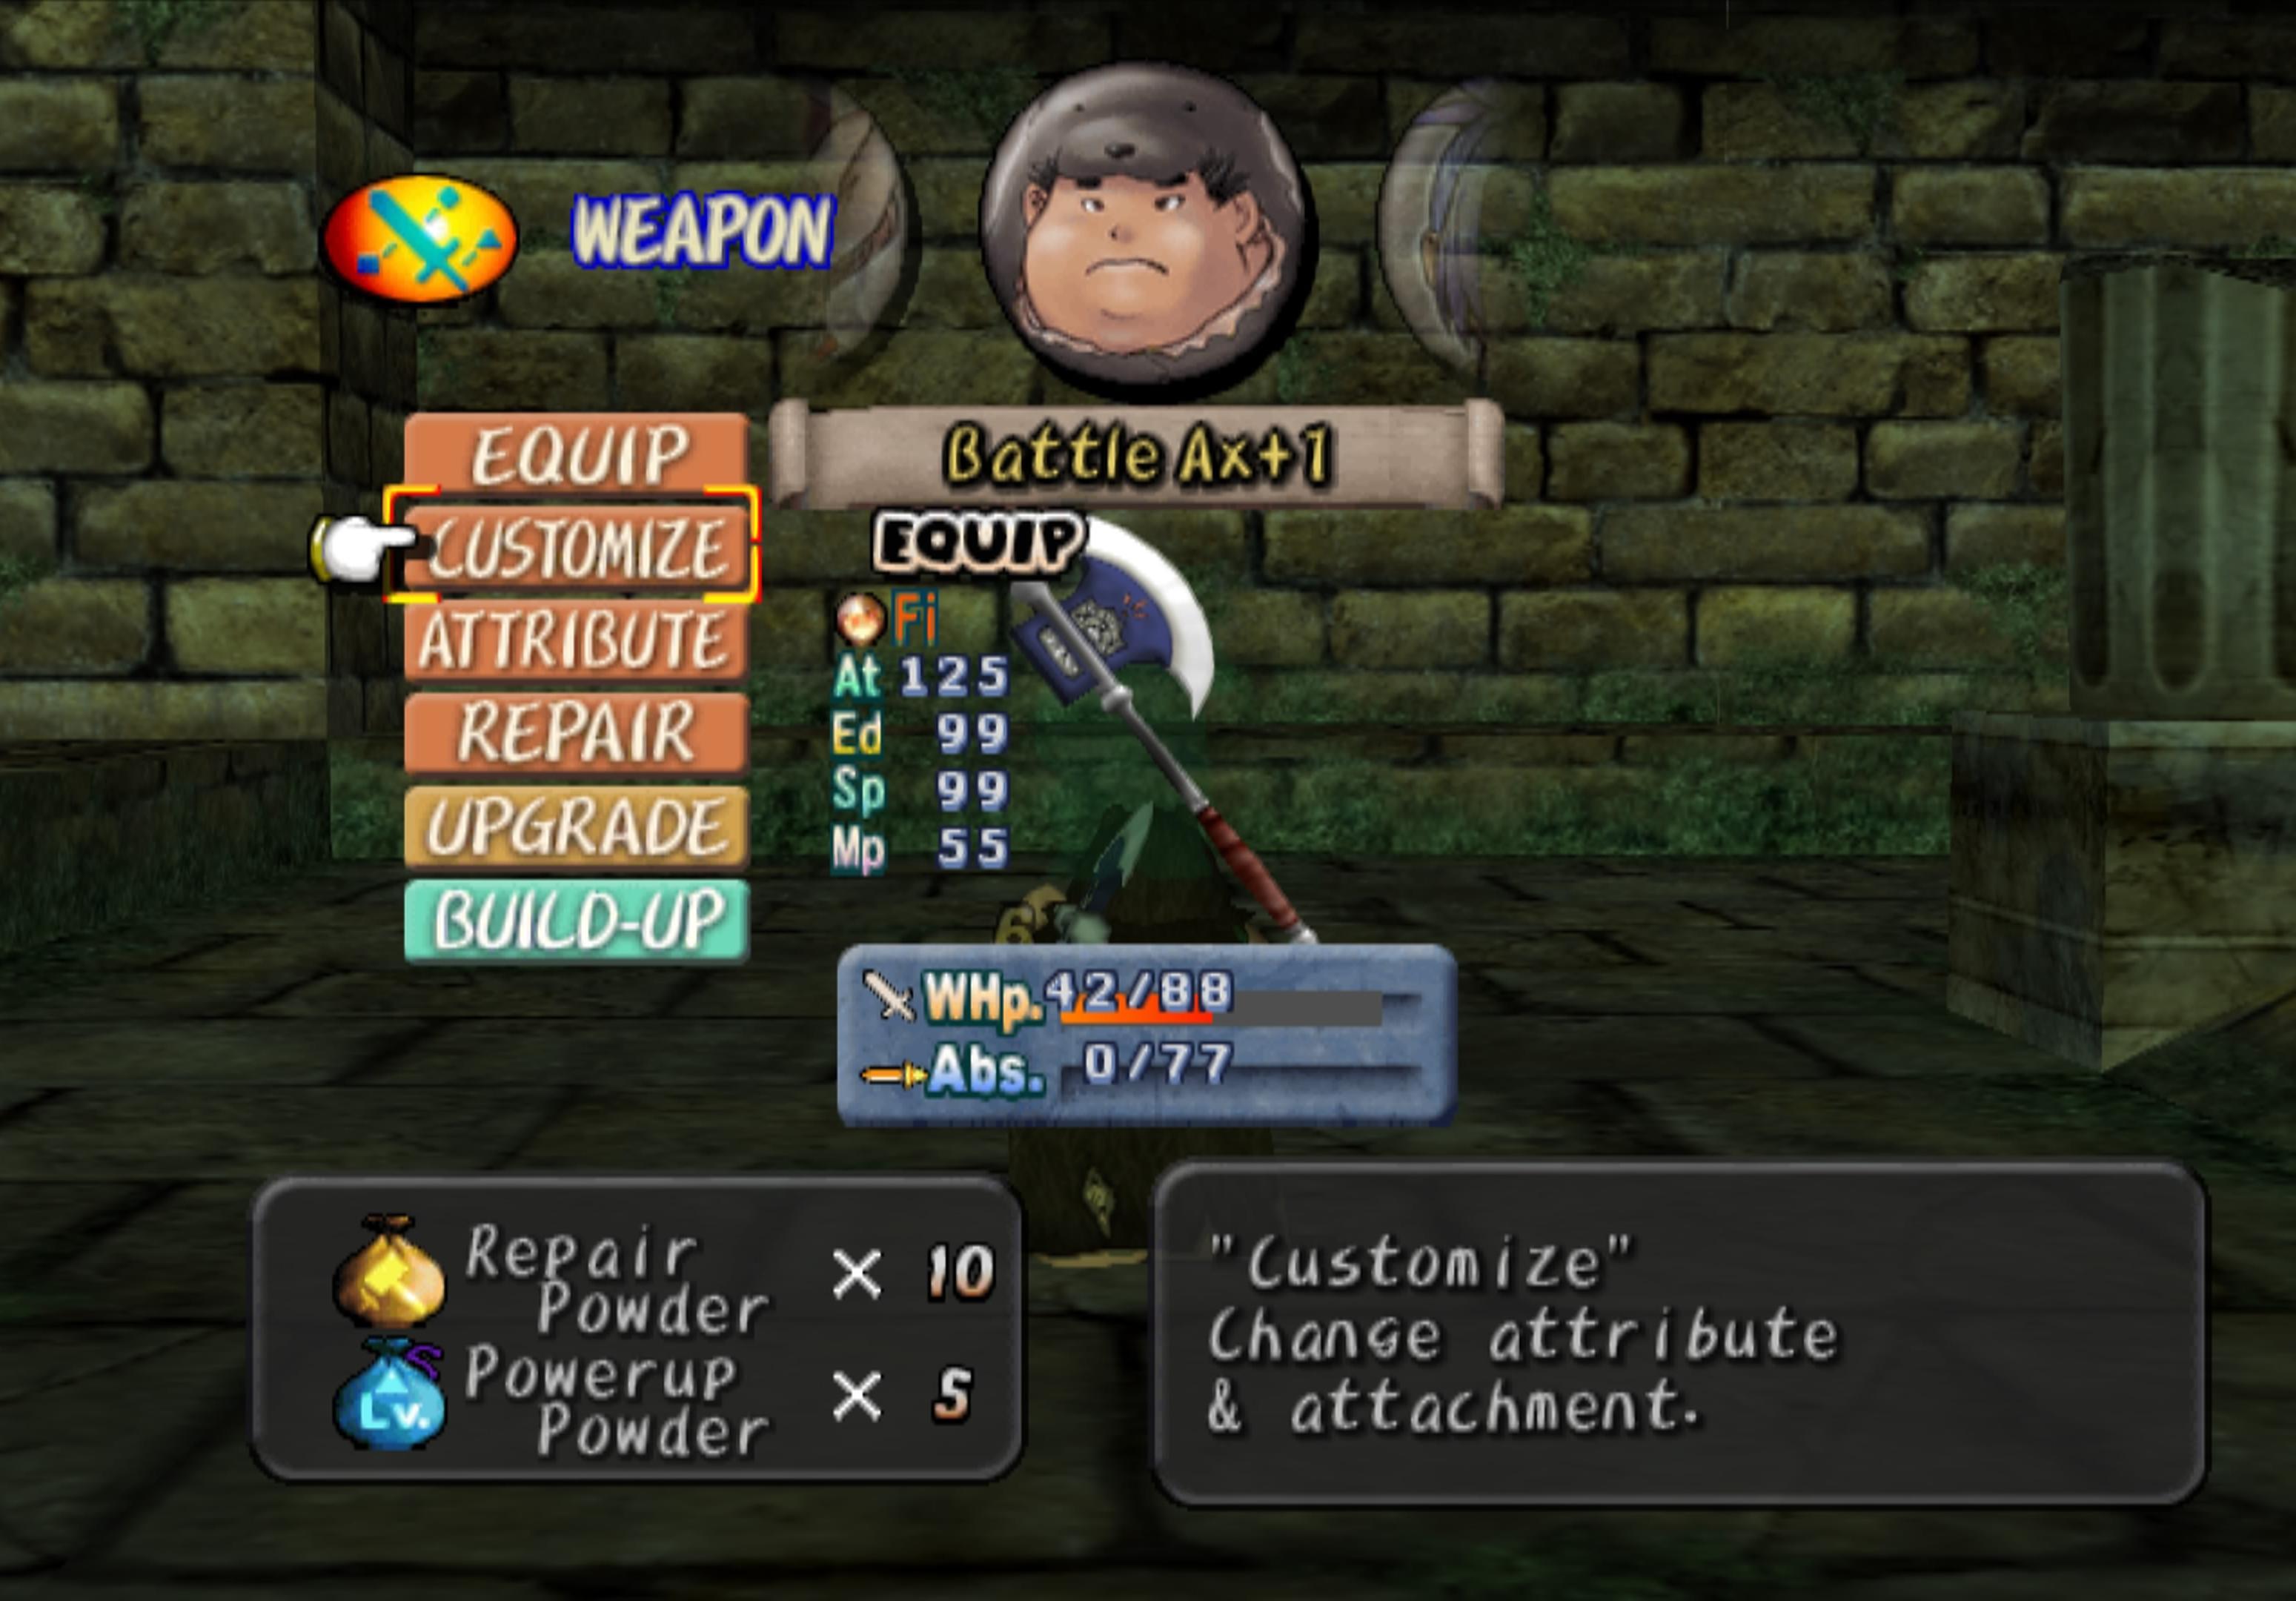 WEAPON
EQUIP
CUSTOMIZE
ATTRIBUTE
REPAIR
UPGRADE
BUILD-UP
Battle Ax+1
EQUIP
Fi
At 125
Ed 99
Sp 99
Mp 55
WHp. 42/88
Abs. 0/77
Repair
Powder × 10
Lv.
Powerup
Powder × 5
"Customize"
Change attribute
& attachment.